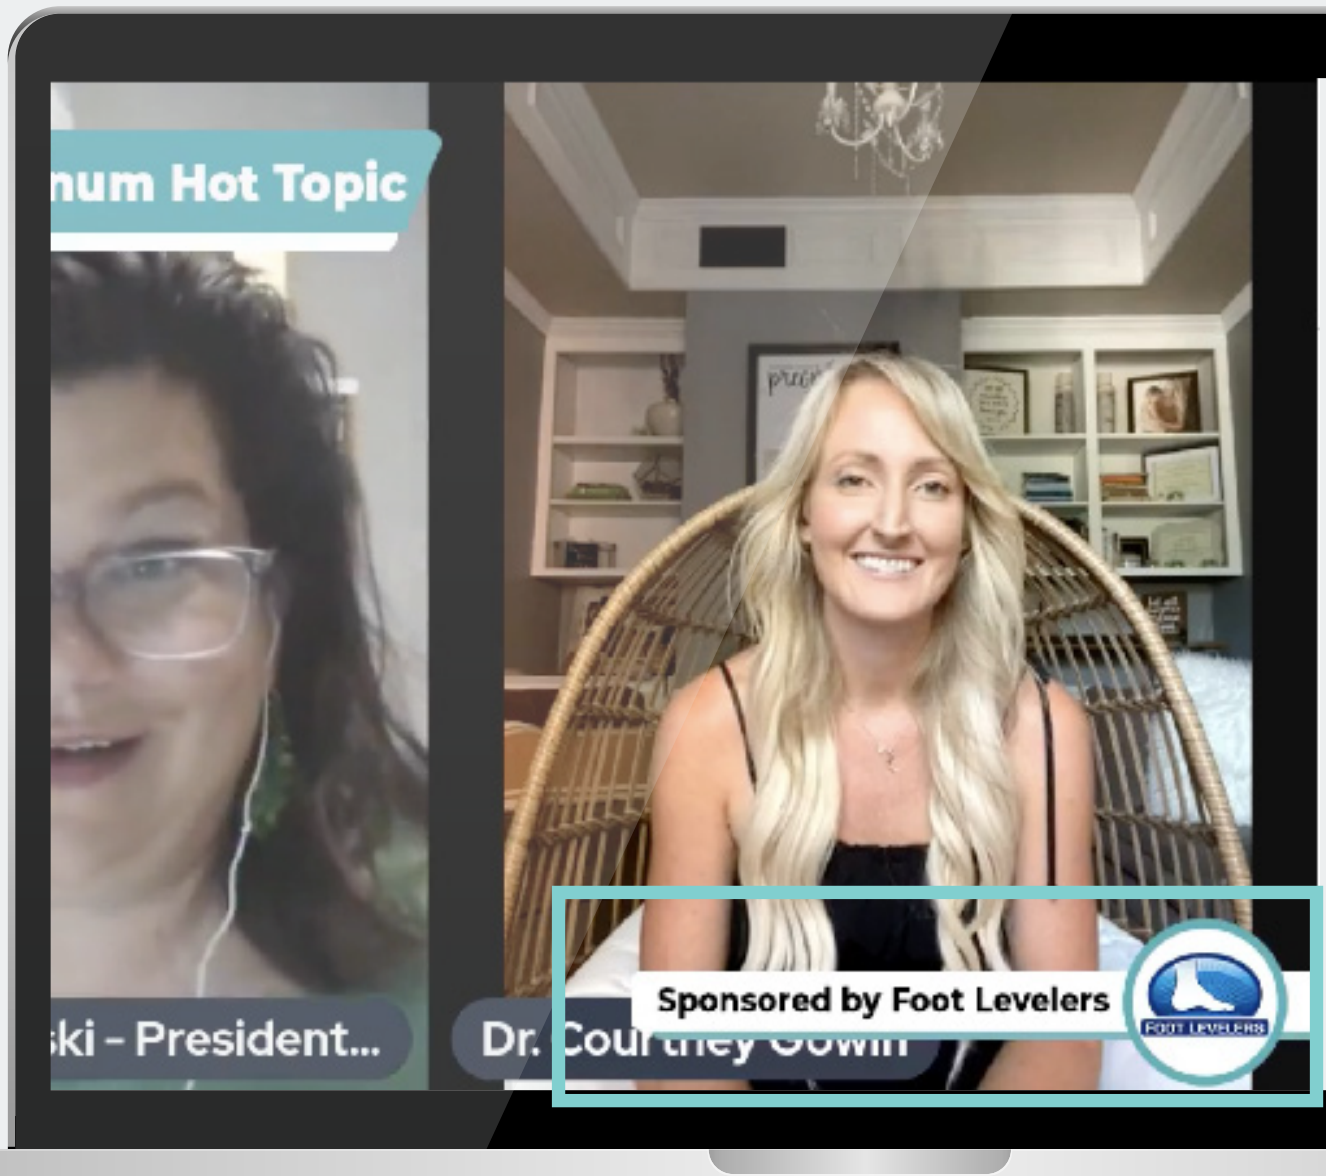 num Hot Topic
Sponsored by Foot Levelers
FOOT LEVELERS
ski - President...
Dr. Courtney Gowin